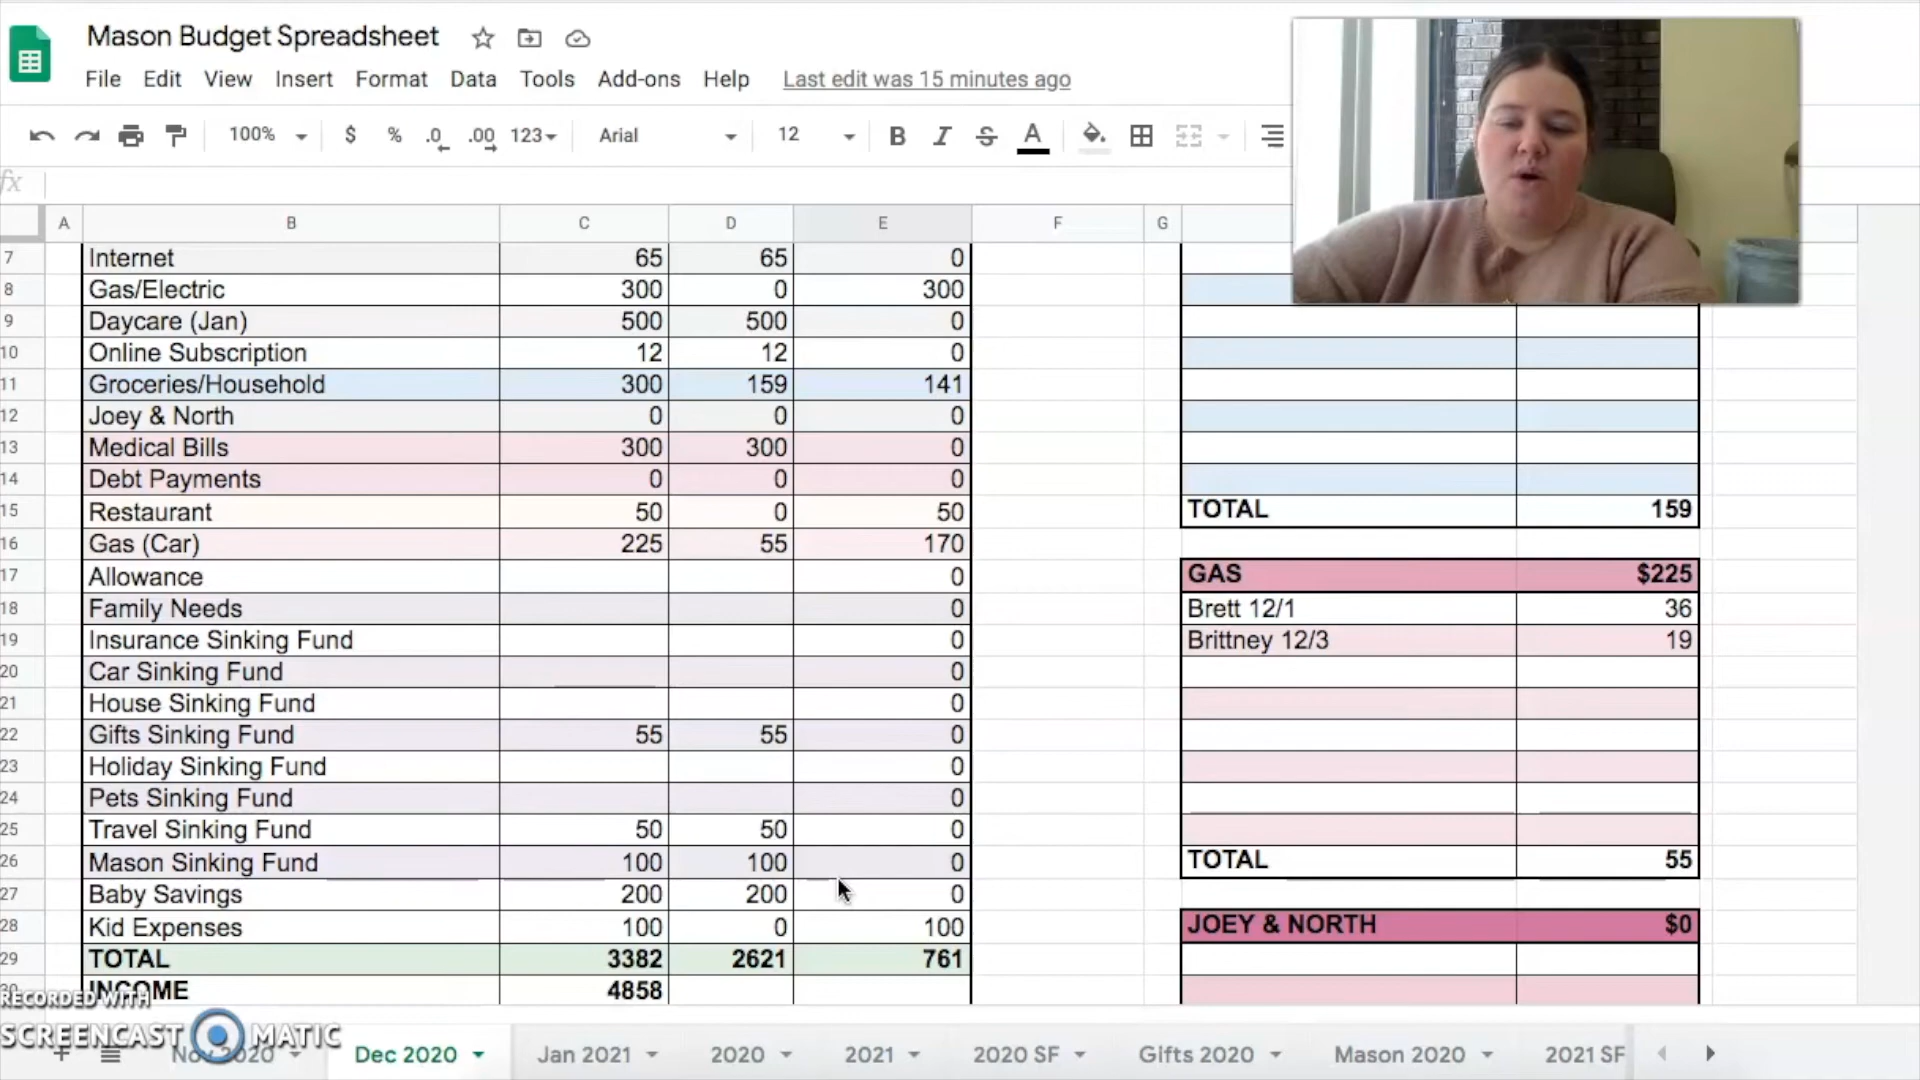 Mason Budget Spreadsheet
File Edit View Insert Format Data Tools Add-ons Help Last edit was 15 minutes ago
100% $ % .0 .00 123 Arial 12 B I S A
fx
A B C D E F G
7 Internet 65 65 0
8 Gas/Electric 300 0 300
9 Daycare (Jan) 500 500 0
10 Online Subscription 12 12 0
11 Groceries/Household 300 159 141
12 Joey & North 0 0 0
13 Medical Bills 300 300 0
14 Debt Payments 0 0 0
15 Restaurant 50 0 50 TOTAL 159
16 Gas (Car) 225 55 170
17 Allowance 0 GAS $225
18 Family Needs 0 Brett 12/1 36
19 Insurance Sinking Fund 0 Brittney 12/3 19
20 Car Sinking Fund 0
21 House Sinking Fund 0
22 Gifts Sinking Fund 55 55 0
23 Holiday Sinking Fund 0
24 Pets Sinking Fund 0
25 Travel Sinking Fund 50 50 0
26 Mason Sinking Fund 100 100 0 TOTAL 55
27 Baby Savings 200 200 0
28 Kid Expenses 100 0 100 JOEY & NORTH $0
29 TOTAL 3382 2621 761
30 INCOME 4858
RECORDED WITH
SCREENCAST MATIC
Nov 2020 Dec 2020 Jan 2021 2020 2021 2020 SF Gifts 2020 Mason 2020 2021 SF